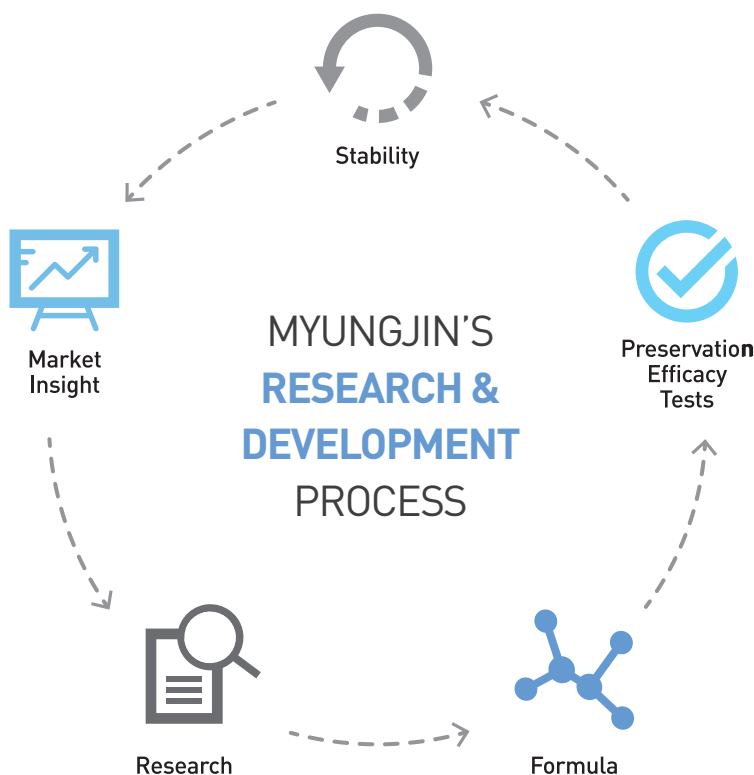 Stability
Market
Insight
MYUNGJIN’S
RESEARCH &
DEVELOPMENT
PROCESS
Preservation
Efficacy
Tests
Research
Formula